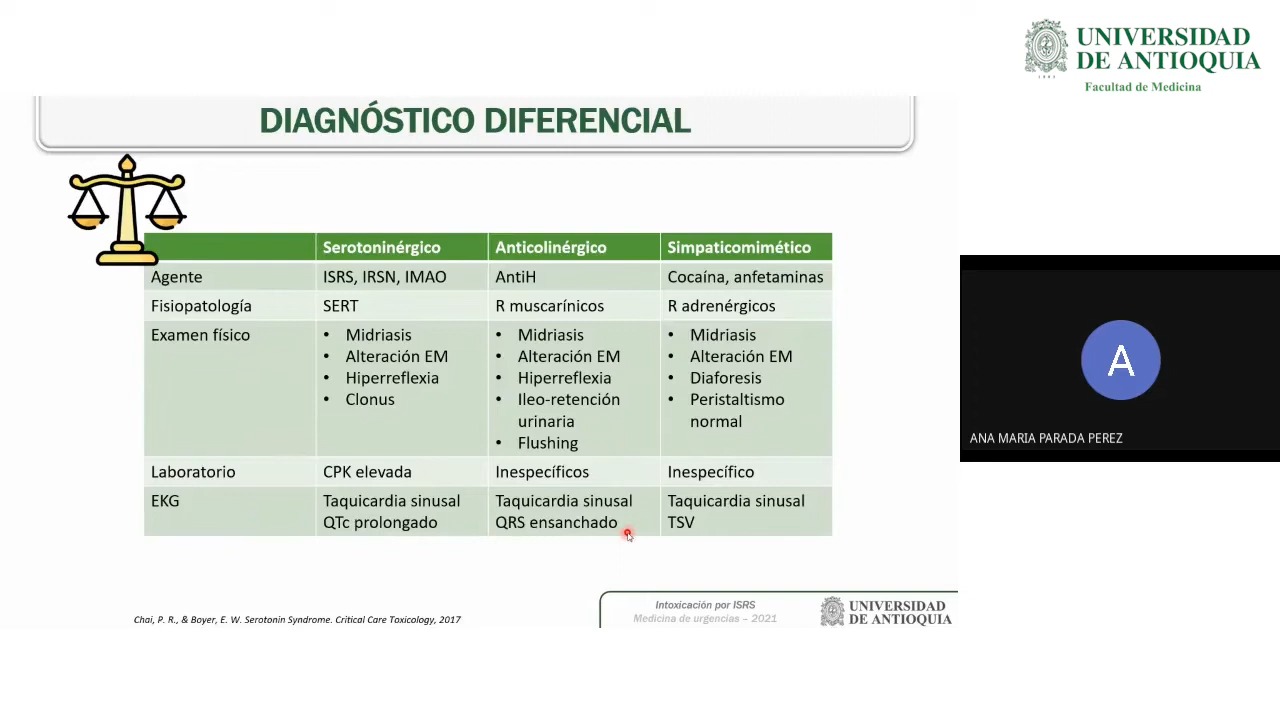 UNIVERSIDAD
DE ANTIOQUIA
1803
Facultad de Medicina
DIAGNÓSTICO DIFERENCIAL
Serotoninérgico Anticolinérgico Simpaticomimético
Agente ISRS, IRSN, IMAO AntiH Cocaína, anfetaminas
Fisiopatología SERT R muscarínicos R adrenérgicos
Examen físico • Midriasis • Midriasis • Midriasis
• Alteración EM • Alteración EM • Alteración EM
• Hiperreflexia • Hiperreflexia • Diaforesis
• Clonus • Ileo-retención • Peristaltismo
urinaria normal
• Flushing
Laboratorio CPK elevada Inespecíficos Inespecífico
EKG Taquicardia sinusal Taquicardia sinusal Taquicardia sinusal
QTc prolongado QRS ensanchado TSV
A
ANA MARIA PARADA PEREZ
Chai, P. R., & Boyer, E. W. Serotonin Syndrome. Critical Care Toxicology, 2017
Intoxicación por ISRS
Medicina de urgencias – 2021
UNIVERSIDAD
DE ANTIOQUIA